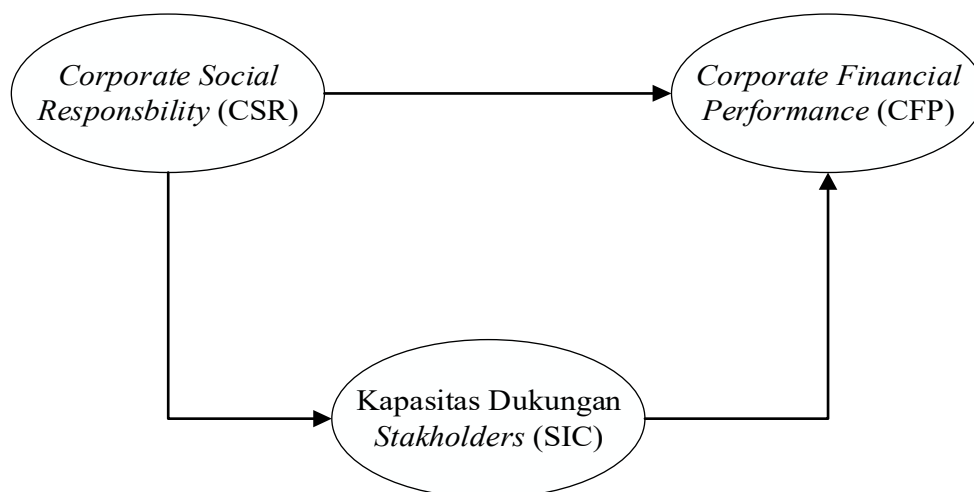 Corporate Social
Responsbility (CSR)
Corporate Financial
Performance (CFP)
Kapasitas Dukungan
Stakholders (SIC)